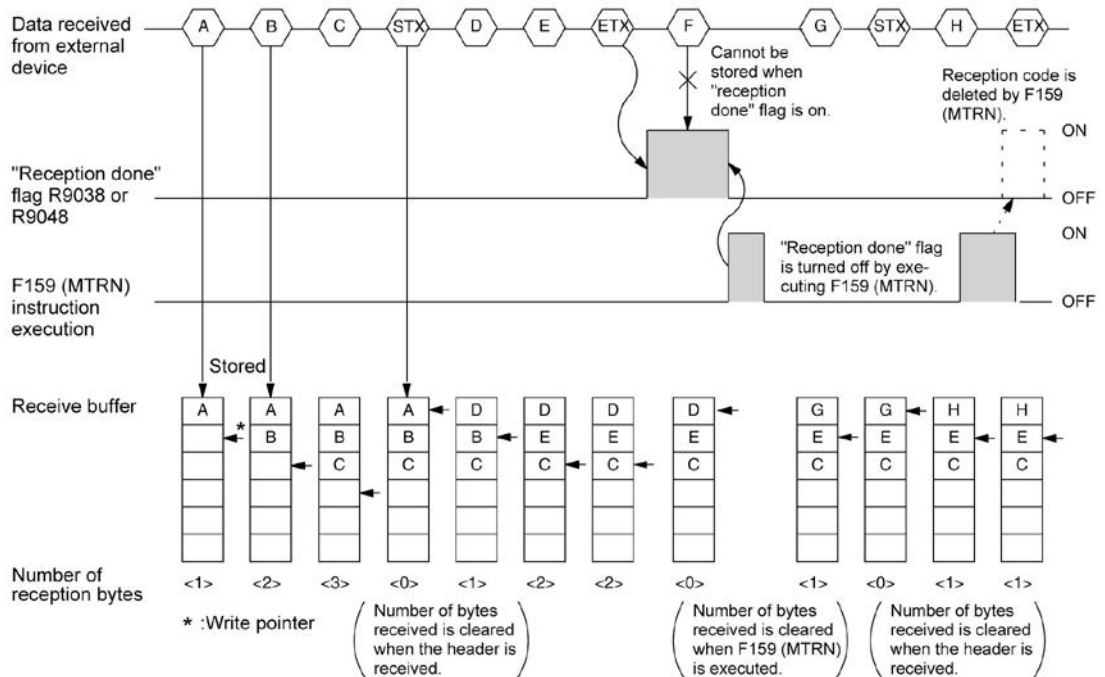 Data received
from external
device
A B C STX D E ETX F G STX H ETX
Cannot be
stored when
"reception
done" flag is on.
Reception code is
deleted by F159
(MTRN).
ON
"Reception done"
flag R9038 or
R9048
OFF
ON
"Reception done" flag
is turned off by exe-
cuting F159 (MTRN).
F159 (MTRN)
instruction
execution
OFF
Stored
Receive buffer
A A A A D D D D G G H H
* B B B B E E E E E E E
C C C C C C C C C C
Number of
reception bytes
<1> <2> <3> <0> <1> <2> <2> <0> <1> <0> <1> <1>
* :Write pointer
Number of bytes
received is cleared
when the header is
received.
Number of bytes
received is cleared
when F159 (MTRN)
is executed.
Number of bytes
received is cleared
when the header is
received.